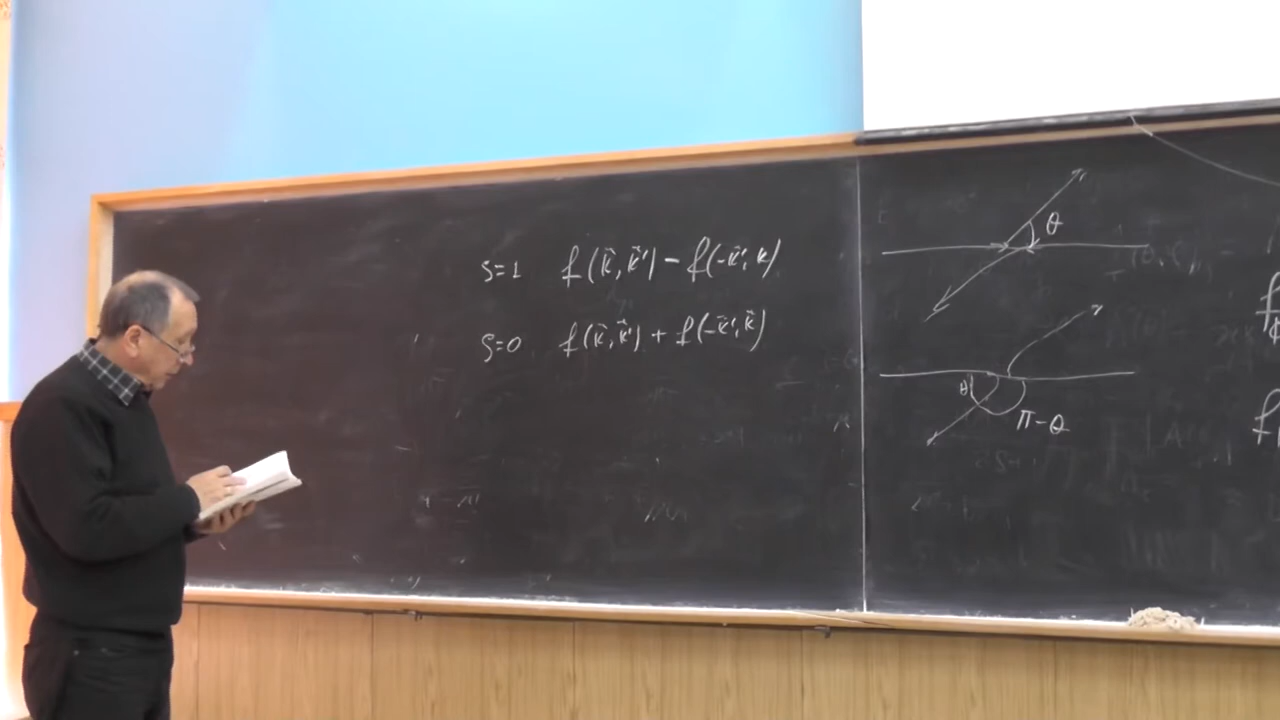 S=1 f(k⃗, k⃗') - f(-k⃗', k)
S=0 f(k⃗, k⃗') + f(-k⃗', k⃗)
θ
θ
π-θ
f
f